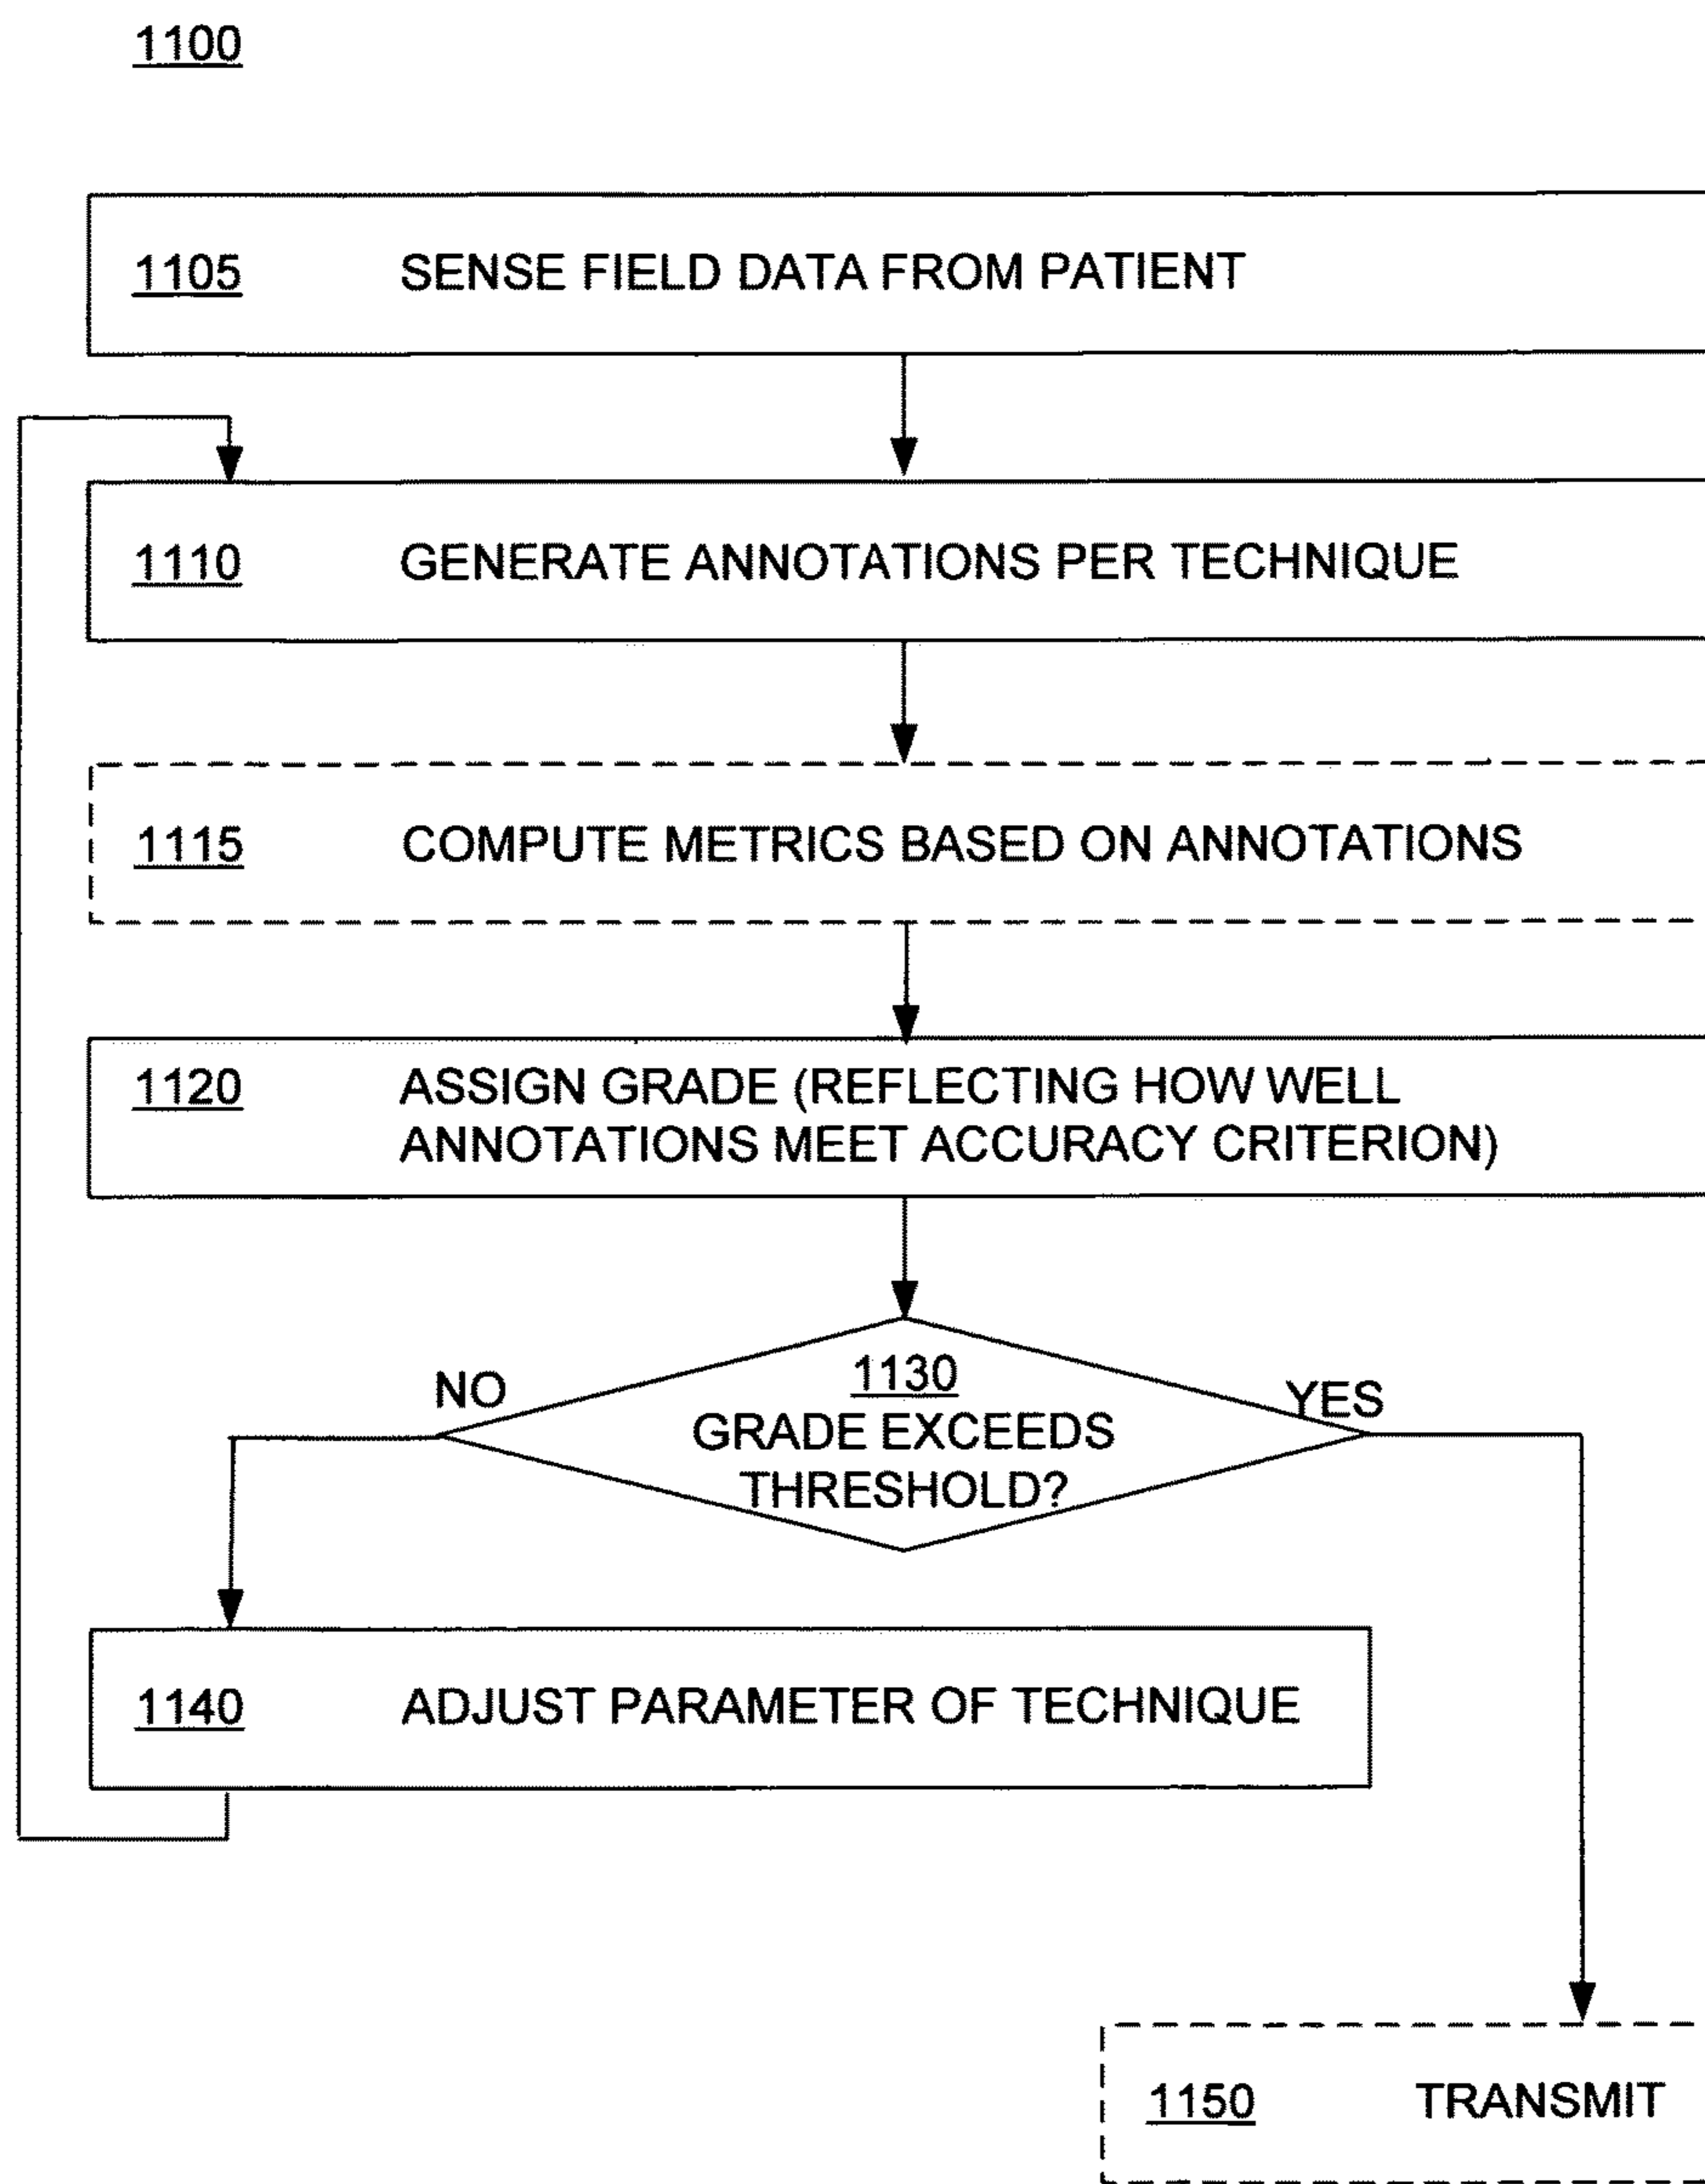 1100
1105 SENSE FIELD DATA FROM PATIENT
1110 GENERATE ANNOTATIONS PER TECHNIQUE
1115 COMPUTE METRICS BASED ON ANNOTATIONS
1120 ASSIGN GRADE (REFLECTING HOW WELL
ANNOTATIONS MEET ACCURACY CRITERION)
1130
NO
YES
GRADE EXCEEDS
THRESHOLD?
1140 ADJUST PARAMETER OF TECHNIQUE
1150 TRANSMIT